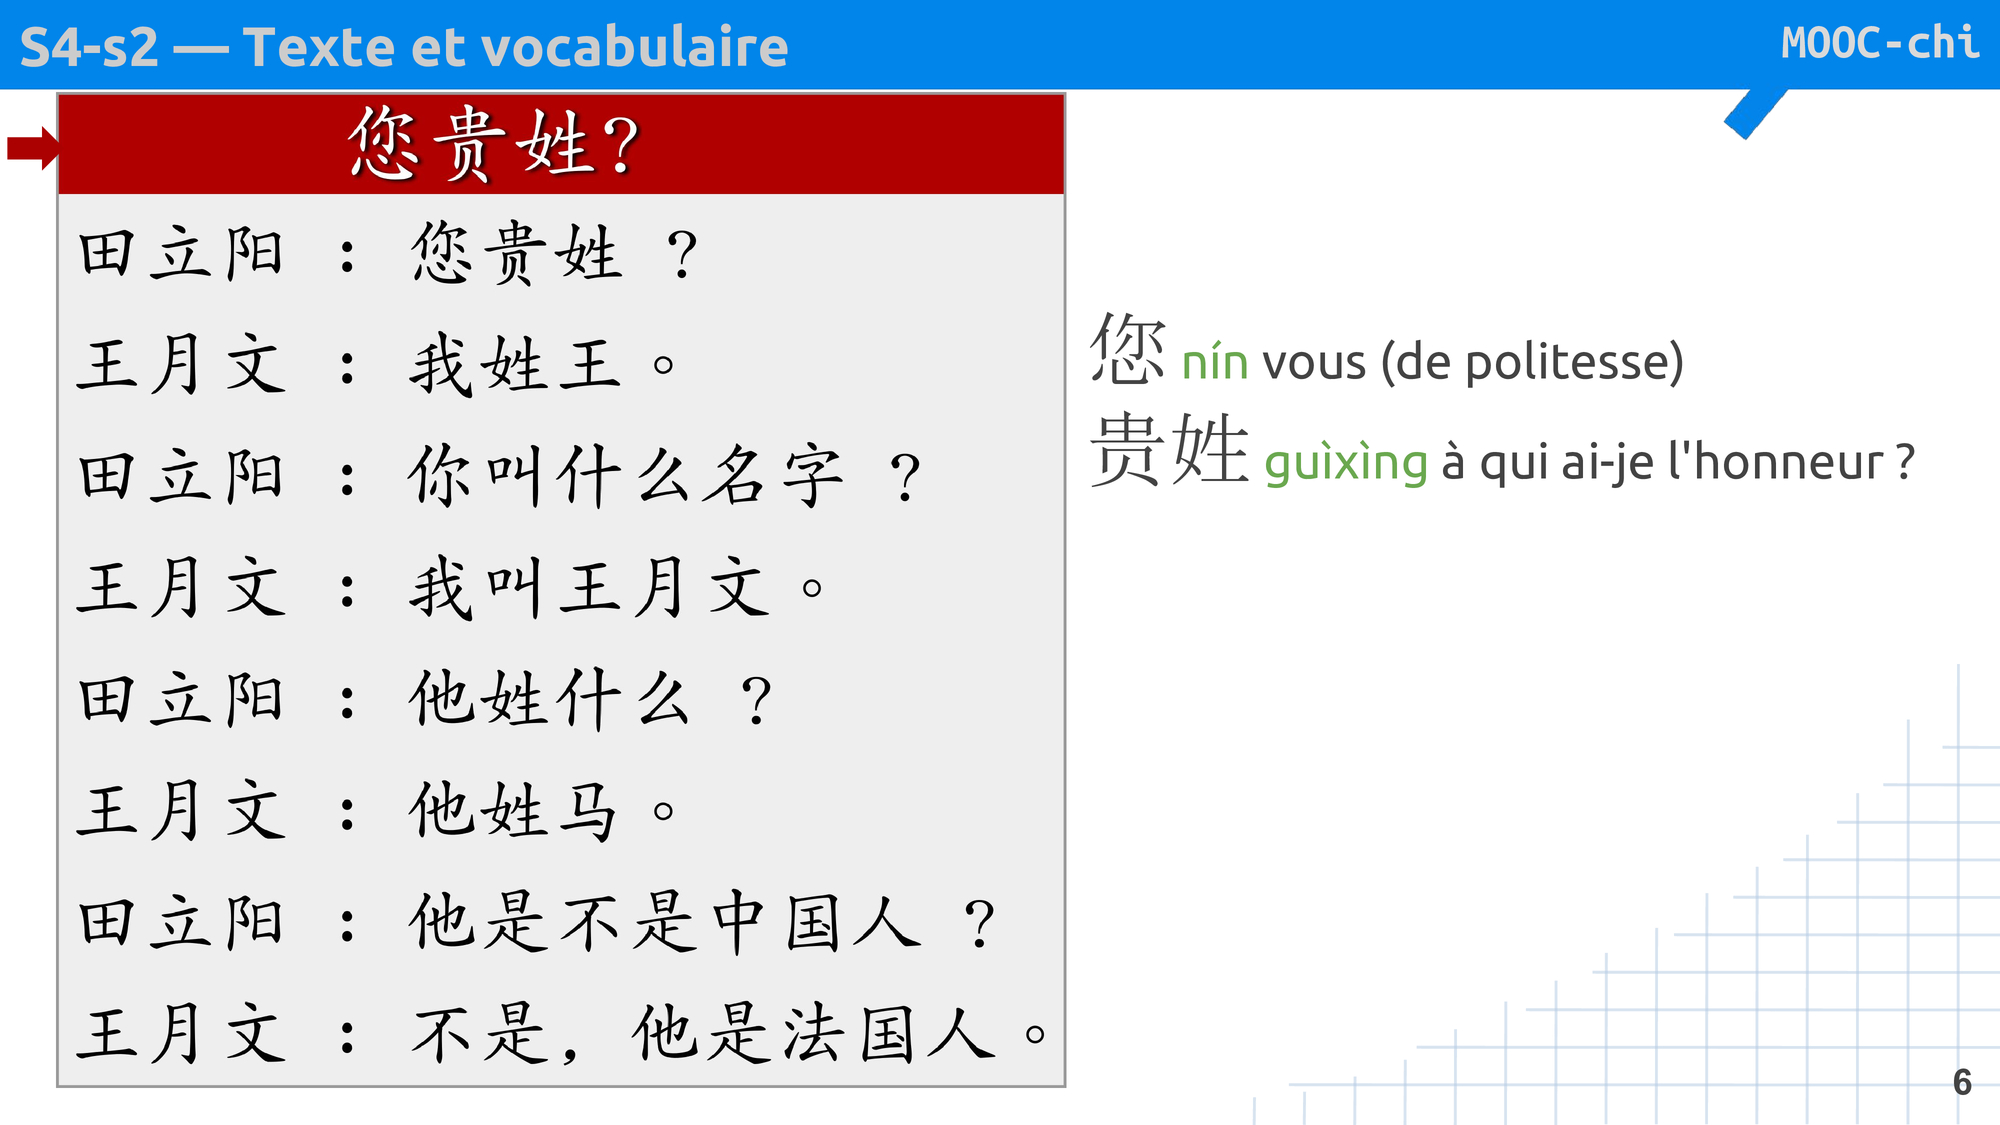 S4-s2 — Texte et vocabulaire
MOOC-chi
您贵姓?
田立阳 : 您贵姓 ?
王月文 : 我姓王。
田立阳 : 你叫什么名字 ?
王月文 : 我叫王月文。
田立阳 : 他姓什么 ?
王月文 : 他姓马。
田立阳 : 他是不是中国人 ?
王月文 : 不是, 他是法国人。
您 nín vous (de politesse)
贵姓 guìxìng à qui ai-je l'honneur ?
6